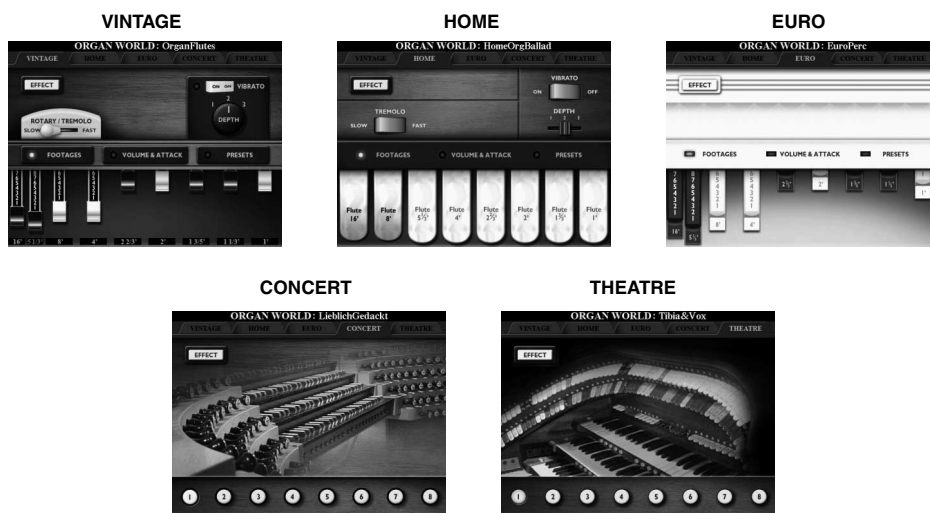 VINTAGE
ORGAN WORLD: OrganFlutes
VINTAGE HOME EURO CONCERT THEATRE
EFFECT
ON OFF VIBRATO
1 2 3
DEPTH
ROTARY / TREMOLO
SLOW FAST
FOOTAGES VOLUME & ATTACK PRESETS
16' 5 1/3' 8' 4' 2 2/3' 2' 1 3/5' 1 1/3' 1'
HOME
ORGAN WORLD: HomeOrgBallad
VINTAGE HOME EURO CONCERT THEATRE
EFFECT
VIBRATO
ON OFF
TREMOLO
SLOW FAST
DEPTH
1 2 3
FOOTAGES VOLUME & ATTACK PRESETS
Flute 16' Flute 8' Flute 5⅓' Flute 4' Flute 2⅔' Flute 2' Flute 1⅗' Flute 1'
EURO
ORGAN WORLD: EuroPerc
VINTAGE HOME EURO CONCERT THEATRE
EFFECT
FOOTAGES VOLUME & ATTACK PRESETS
16' 5⅓' 8' 4' 2⅔' 2' 1⅗' 1⅓' 1'
CONCERT
ORGAN WORLD: LieblichGedackt
VINTAGE HOME EURO CONCERT THEATRE
EFFECT
1 2 3 4 5 6 7 8
THEATRE
ORGAN WORLD: Tibia&Vox
VINTAGE HOME EURO CONCERT THEATRE
EFFECT
1 2 3 4 5 6 7 8